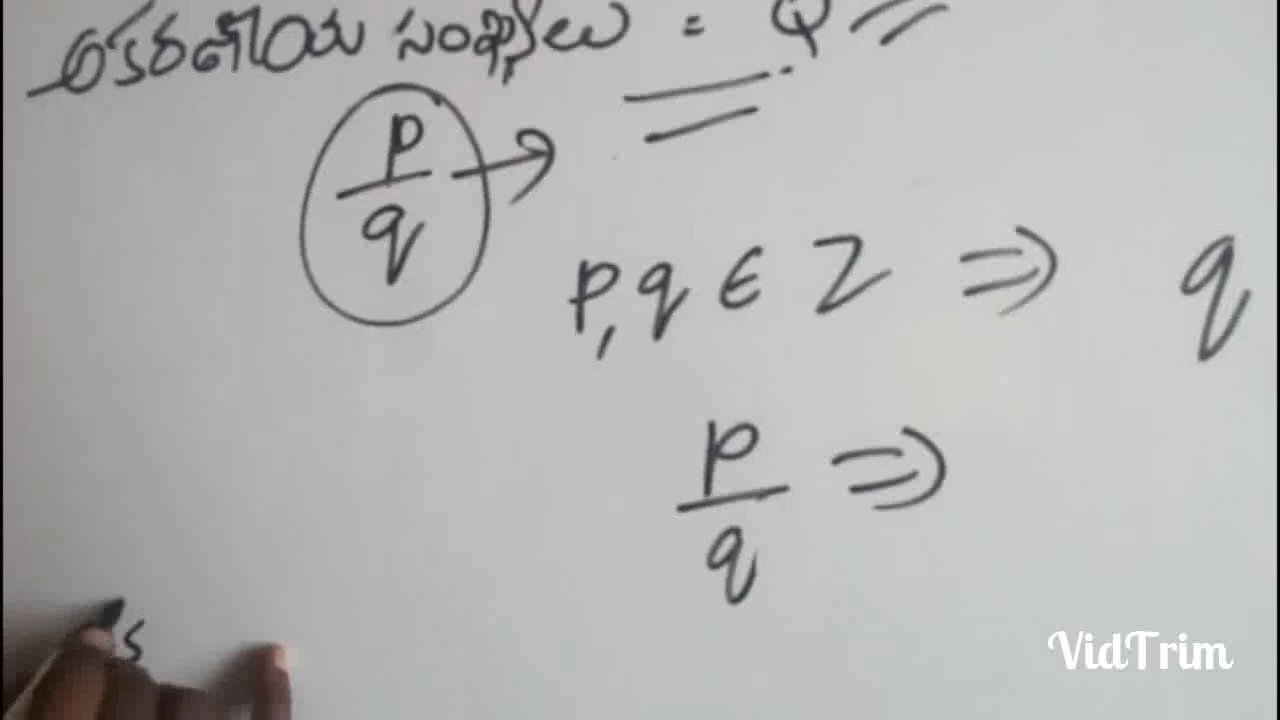 అకరణీయ సంఖ్యలు = Q
p/q →
p, q ∈ Z ⇒ q
p/q ⇒
s
VidTrim